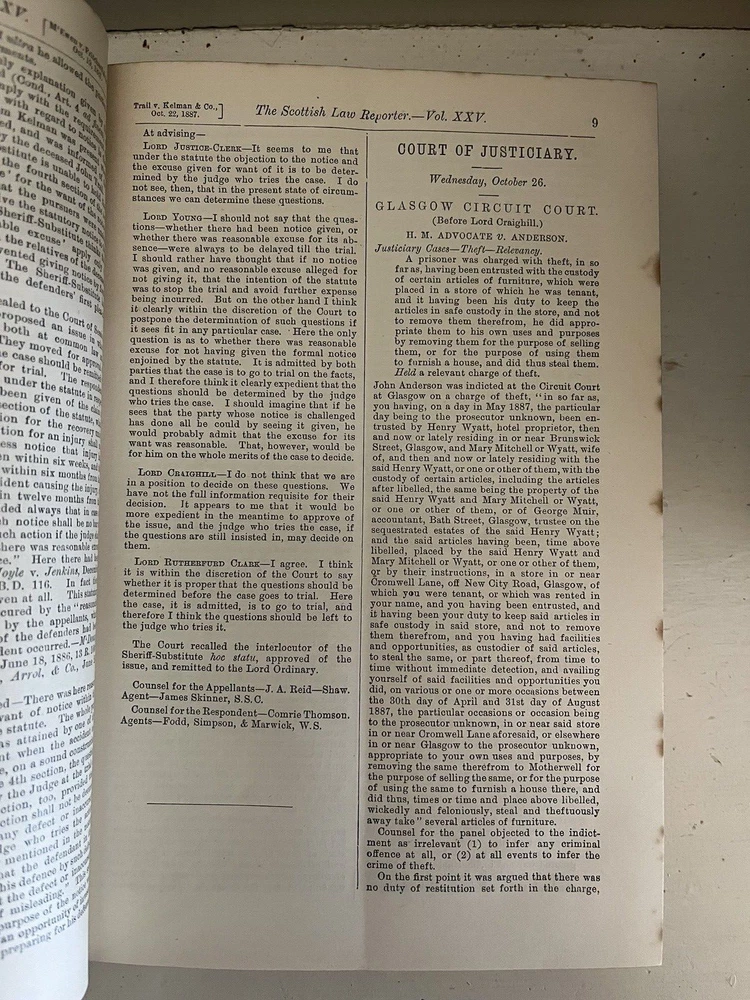 Trail v. Kelman & Co.,
Oct. 22, 1887.
The Scottish Law Reporter.—Vol. XXV.
9
At advising—
LORD JUSTICE-CLERK—It seems to me that
under the statute the objection to the notice and
the excuse given for want of it is to be deter-
mined by the judge who tries the case. I do
not see, then, that in the present state of circum-
stances we can determine these questions.
LORD YOUNG—I should not say that the ques-
tions—whether there had been notice given, or
whether there was reasonable excuse for its ab-
sence—were always to be delayed till the trial.
I should rather have thought that if no notice
was given, and no reasonable excuse alleged for
not giving it, that the intention of the statute
was to stop the trial and avoid further expense
being incurred. But on the other hand I think
it clearly within the discretion of the Court to
postpone the determination of such questions if
it sees fit in any particular case. Here the only
question is as to whether there was reasonable
excuse for not having given the formal notice
enjoined by the statute. It is admitted by both
parties that the case is to go to trial on the facts,
and I therefore think it clearly expedient that the
questions should be determined by the judge
who tries the case. I should imagine that if he
sees that the party whose notice is challenged
has done all he could by seeing it given, he
would probably admit that the excuse for its
want was reasonable. That, however, would be
for him on the whole merits of the case to decide.
LORD CRAIGHILL—I do not think that we are
in a position to decide on these questions. We
have not the full information requisite for their
decision. It appears to me that it would be
more expedient in the meantime to approve of
the issue, and the judge who tries the case, if
the questions are still insisted in, may decide on
them.
LORD RUTHERFURD CLARK—I agree. I think
it is within the discretion of the Court to say
whether it is proper that the questions should be
determined before the case goes to trial. Here
the case, it is admitted, is to go to trial, and
therefore I think the questions should be left to
the judge who tries it.
The Court recalled the interlocutor of the
Sheriff-Substitute hoc statu, approved of the
issue, and remitted to the Lord Ordinary.
Counsel for the Appellants—J. A. Reid—Shaw.
Agent—James Skinner, S.S.C.
Counsel for the Respondent—Comrie Thomson.
Agents—Fodd, Simpson, & Marwick, W.S.
COURT OF JUSTICIARY.
Wednesday, October 26.
GLASGOW CIRCUIT COURT.
(Before Lord Craighill.)
H. M. ADVOCATE v. ANDERSON.
Justiciary Cases—Theft—Relevancy.
A prisoner was charged with theft, in so
far as, having been entrusted with the custody
of certain articles of furniture, which were
placed in a store of which he was tenant,
and it having been his duty to keep the
articles in safe custody in the store, and not
to remove them therefrom, he did appro-
priate them to his own uses and purposes
by removing them for the purpose of selling
them, or for the purpose of using them
to furnish a house, and did thus steal them.
Held a relevant charge of theft.
John Anderson was indicted at the Circuit Court
at Glasgow on a charge of theft, "in so far as,
you having, on a day in May 1887, the particular
day being to the prosecutor unknown, been en-
trusted by Henry Wyatt, hotel proprietor, then
and now or lately residing in or near Brunswick
Street, Glasgow, and Mary Mitchell or Wyatt, wife
of, and then and now or lately residing with the
said Henry Wyatt, or one or other of them, with the
custody of certain articles, including the articles
after libelled, the same being the property of the
said Henry Wyatt and Mary Mitchell or Wyatt,
or one or other of them, or of George Muir,
accountant, Bath Street, Glasgow, trustee on the
sequestrated estates of the said Henry Wyatt;
and the said articles having been, time above
libelled, placed by the said Henry Wyatt and
Mary Mitchell or Wyatt, or one or other of them,
or by their instructions, in a store in or near
Cromwell Lane, off New City Road, Glasgow, of
which you were tenant, or which was rented in
your name, and you having been entrusted, and
it having been your duty to keep said articles in
safe custody in said store, and not to remove
them therefrom, and you having had facilities
and opportunities, as custodier of said articles,
to steal the same, or part thereof, from time to
time without immediate detection, and availing
yourself of said facilities and opportunities you
did, on various or one or more occasions between
the 30th day of April and 31st day of August
1887, the particular occasions or occasion being
to the prosecutor unknown, in or near said store
in or near Cromwell Lane aforesaid, or elsewhere
in or near Glasgow to the prosecutor unknown,
appropriate to your own uses and purposes, by
removing the same therefrom to Motherwell for
the purpose of selling the same, or for the purpose
of using the same to furnish a house there, and
did thus, times or time and place above libelled,
wickedly and feloniously, steal and theftuously
away take" several articles of furniture.
Counsel for the panel objected to the indict-
ment as irrelevant (1) to infer any criminal
offence at all, or (2) at all events to infer the
crime of theft.
On the first point it was argued that there was
no duty of restitution set forth in the charge,